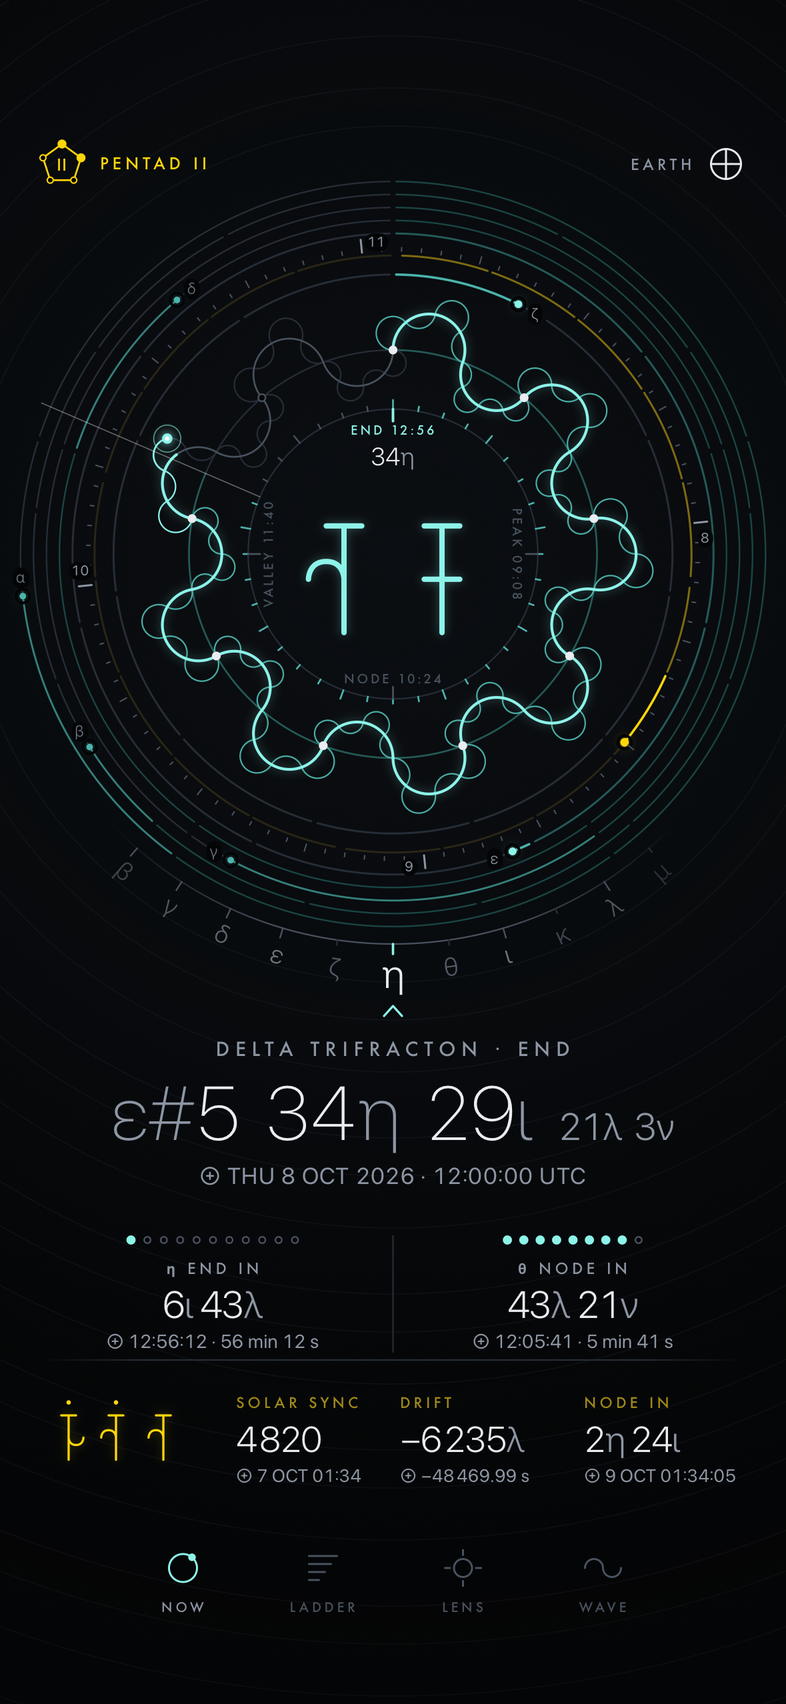 II PENTAD II
EARTH
11
δ
ζ
END 12:56
34η
8
VALLEY 11:40
PEAK 09:08
10
α
NODE 10:24
β
γ
9
ε
β γ δ ε ζ η θ ι κ λ μ
DELTA TRIFRACTON · END
ε#5 34η 29ι 21λ 3ν
THU 8 OCT 2026 · 12:00:00 UTC
η END IN
6ι 43λ
12:56:12 · 56 min 12 s
θ NODE IN
43λ 21ν
12:05:41 · 5 min 41 s
SOLAR SYNC
4820
7 OCT 01:34
DRIFT
−6235λ
−48 469.99 s
NODE IN
2η 24ι
9 OCT 01:34:05
NOW
LADDER
LENS
WAVE